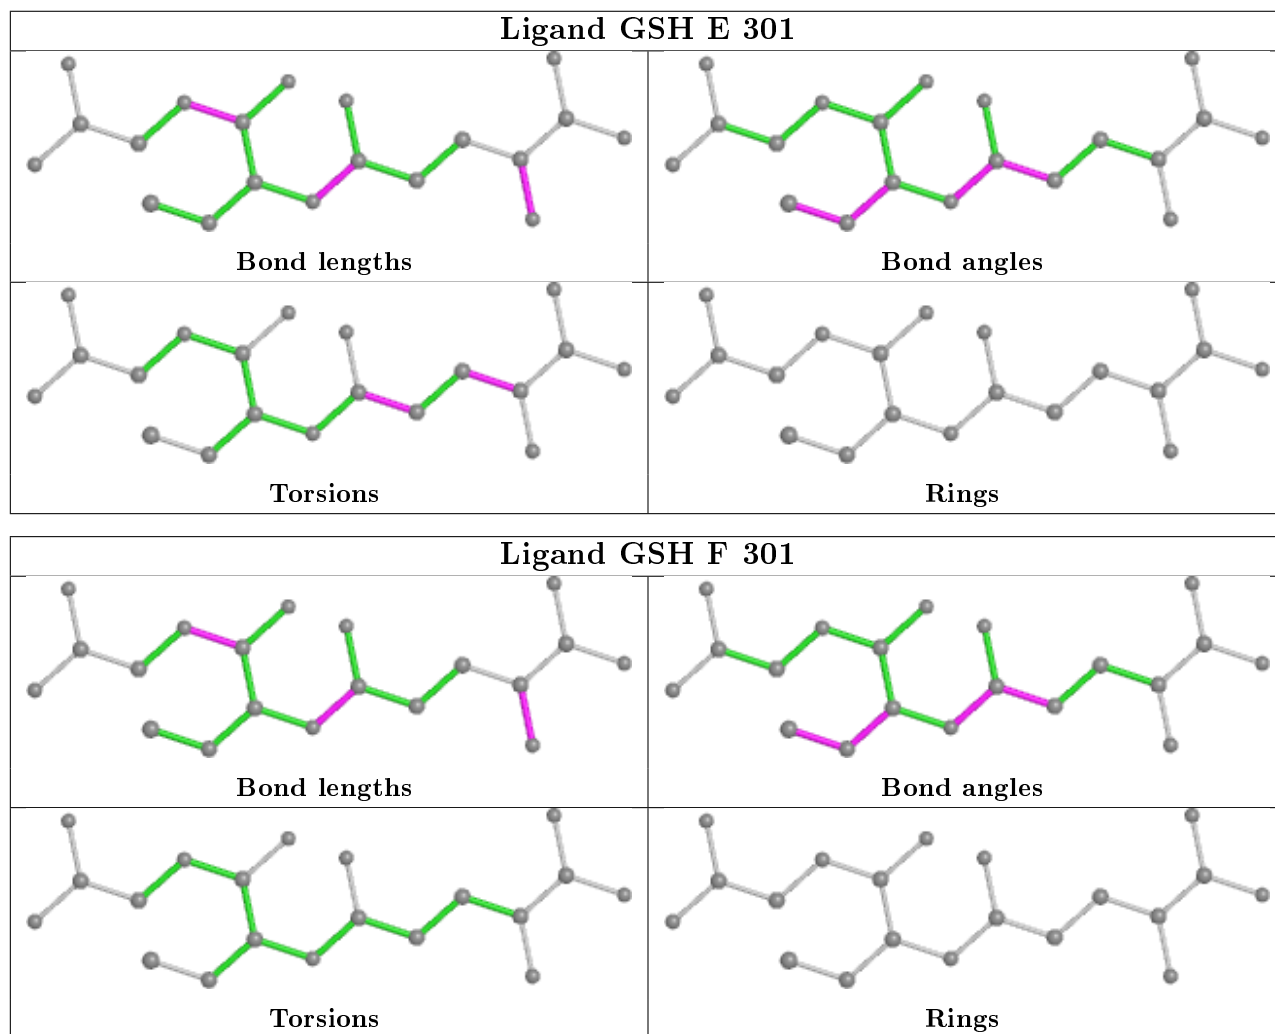 Ligand GSH E 301
Bond lengths
Bond angles
Torsions
Rings
Ligand GSH F 301
Bond lengths
Bond angles
Torsions
Rings